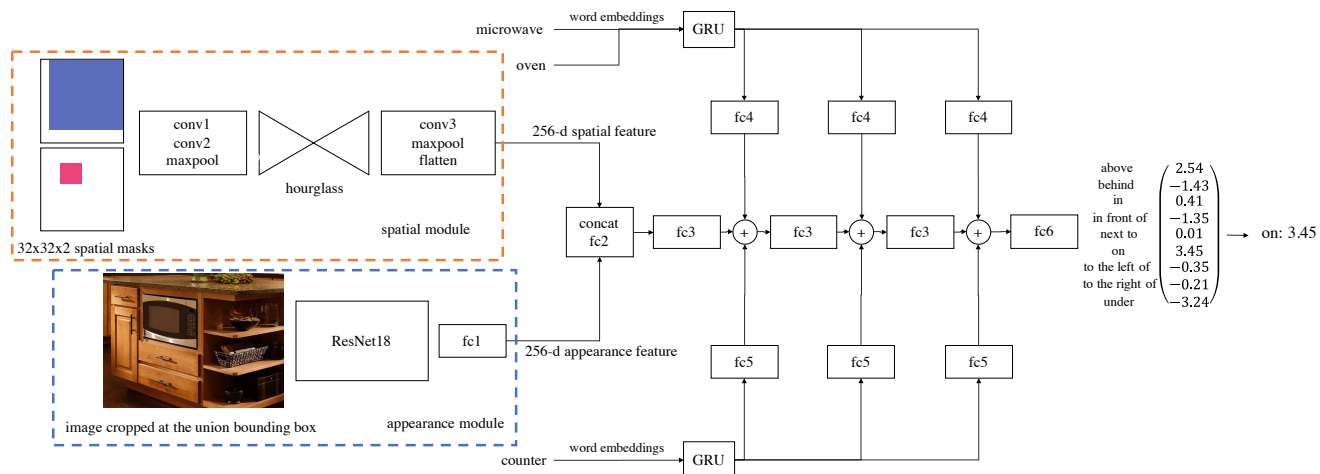 microwave
word embeddings
GRU
oven
conv1
conv2
maxpool
hourglass
conv3
maxpool
flatten
256-d spatial feature
spatial module
32x32x2 spatial masks
fc4
fc4
fc4
concat
fc2
fc3
+
fc3
+
fc3
+
fc6
above
behind
in
in front of
next to
on
to the left of
to the right of
under
2.54
−1.43
0.41
−1.35
0.01
3.45
−0.35
−0.21
−3.24
on: 3.45
ResNet18
fc1
256-d appearance feature
image cropped at the union bounding box
appearance module
fc5
fc5
fc5
counter
word embeddings
GRU